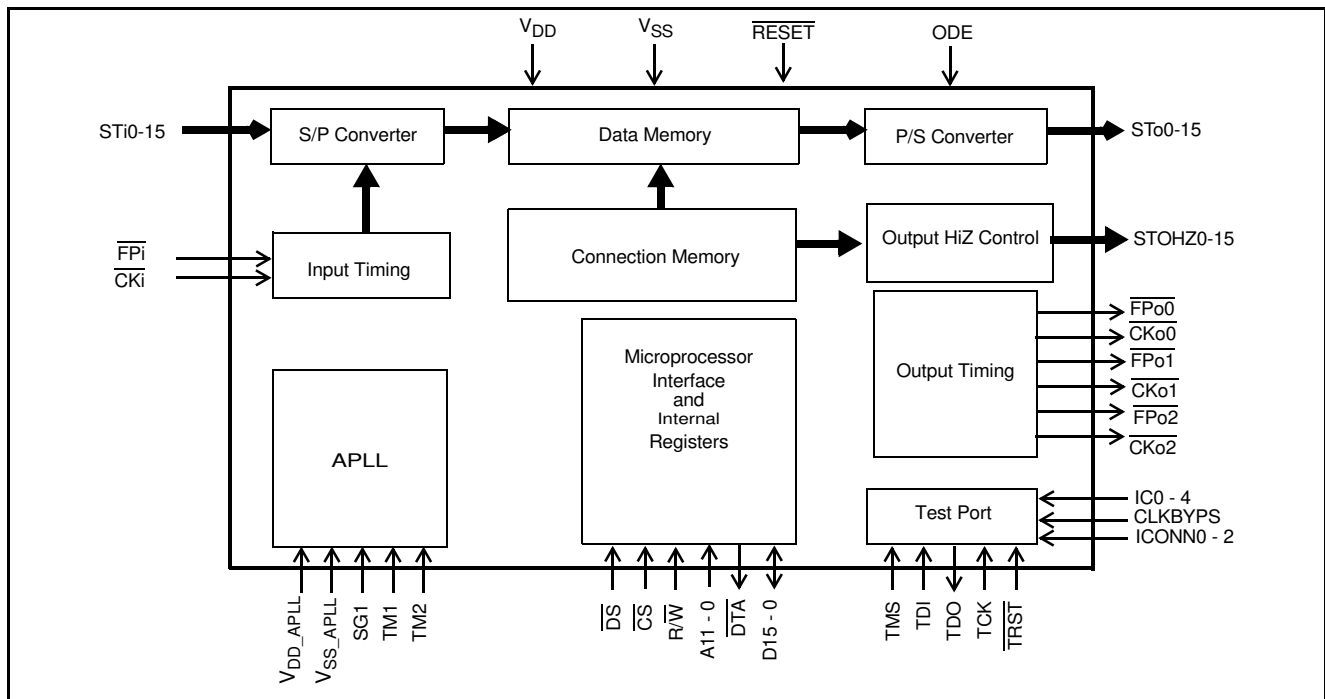 VDD
VSS
RESET
ODE
STi0-15
S/P Converter
Data Memory
P/S Converter
STo0-15
FPi
CKi
Input Timing
Connection Memory
Output HiZ Control
STOHZ0-15
APLL
Microprocessor
Interface
and
Internal
Registers
Output Timing
FPo0
CKo0
FPo1
CKo1
FPo2
CKo2
Test Port
IC0 - 4
CLKBYPS
ICONN0 - 2
VDD_APLL
VSS_APLL
SG1
TM1
TM2
DS
CS
R/W
A11 - 0
DTA
D15 - 0
TMS
TDI
TDO
TCK
TRST